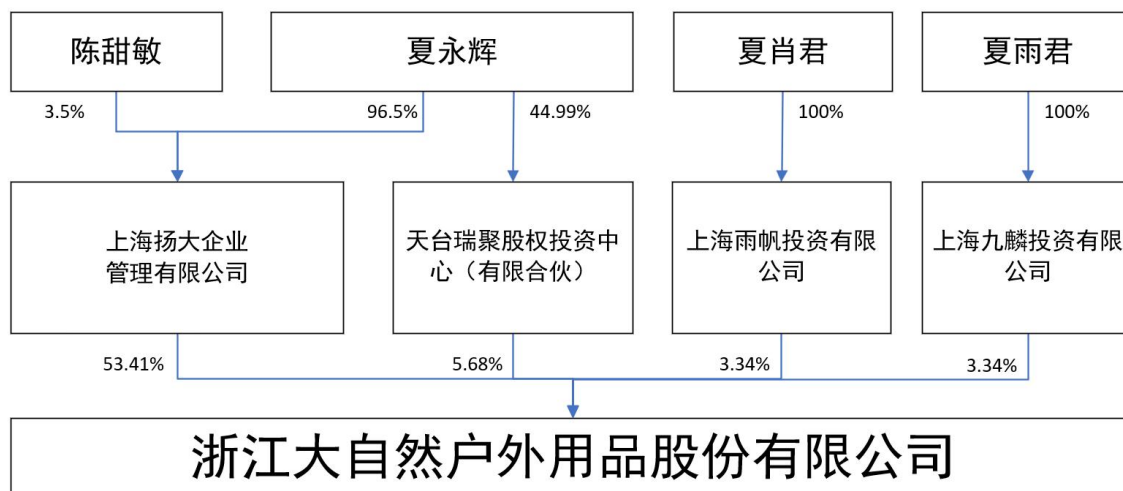 陈甜敏
夏永辉
夏肖君
夏雨君
3.5%
96.5%
44.99%
100%
100%
上海扬大企业
管理有限公司
天台瑞聚股权投资中
心（有限合伙）
上海雨帆投资有限
公司
上海九麟投资有限
公司
53.41%
5.68%
3.34%
3.34%
浙江大自然户外用品股份有限公司